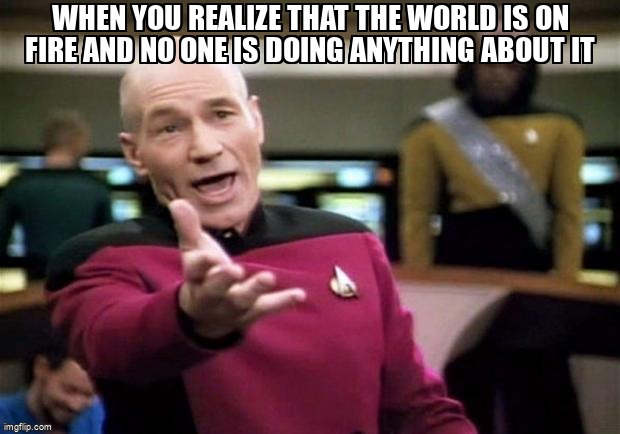 WHEN YOU REALIZE THAT THE WORLD IS ON
FIRE AND NO ONE IS DOING ANYTHING ABOUT IT
imgflip.com